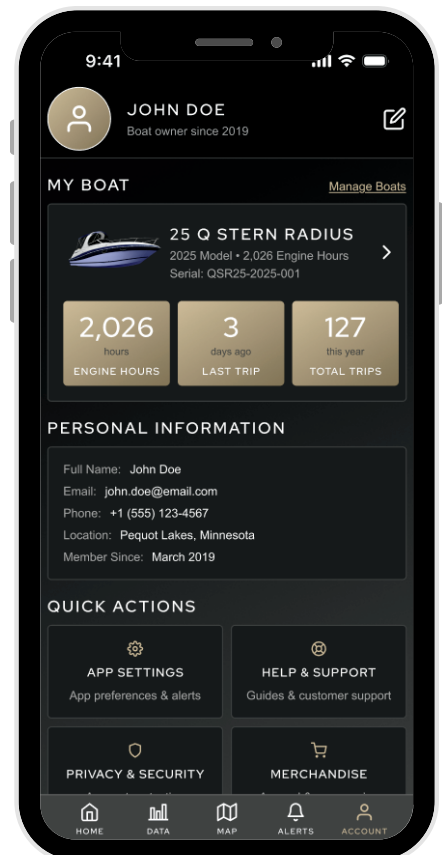 9:41
JOHN DOE
Boat owner since 2019
MY BOAT
Manage Boats
25 Q STERN RADIUS
2025 Model • 2,026 Engine Hours
Serial: QSR25-2025-001
2,026
hours
ENGINE HOURS
3
days ago
LAST TRIP
127
this year
TOTAL TRIPS
PERSONAL INFORMATION
Full Name: John Doe
Email: john.doe@email.com
Phone: +1 (555) 123-4567
Location: Pequot Lakes, Minnesota
Member Since: March 2019
QUICK ACTIONS
APP SETTINGS
App preferences & alerts
HELP & SUPPORT
Guides & customer support
PRIVACY & SECURITY
MERCHANDISE
HOME
DATA
MAP
ALERTS
ACCOUNT